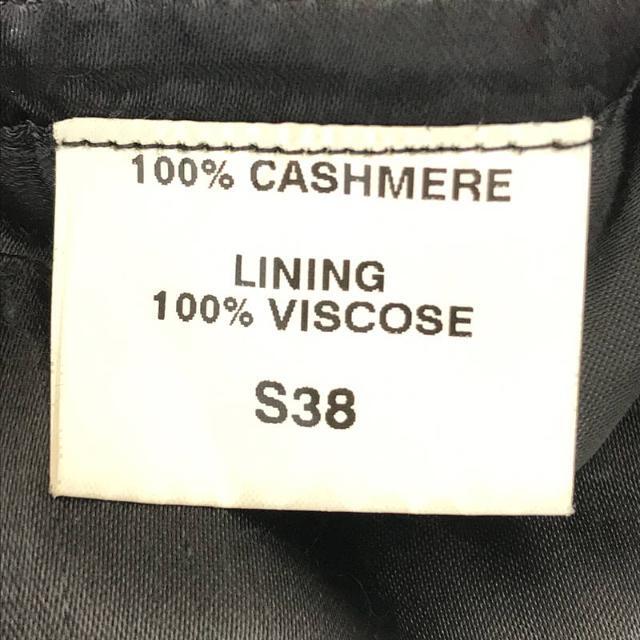 100% CASHMERE
LINING
100% VISCOSE
S38